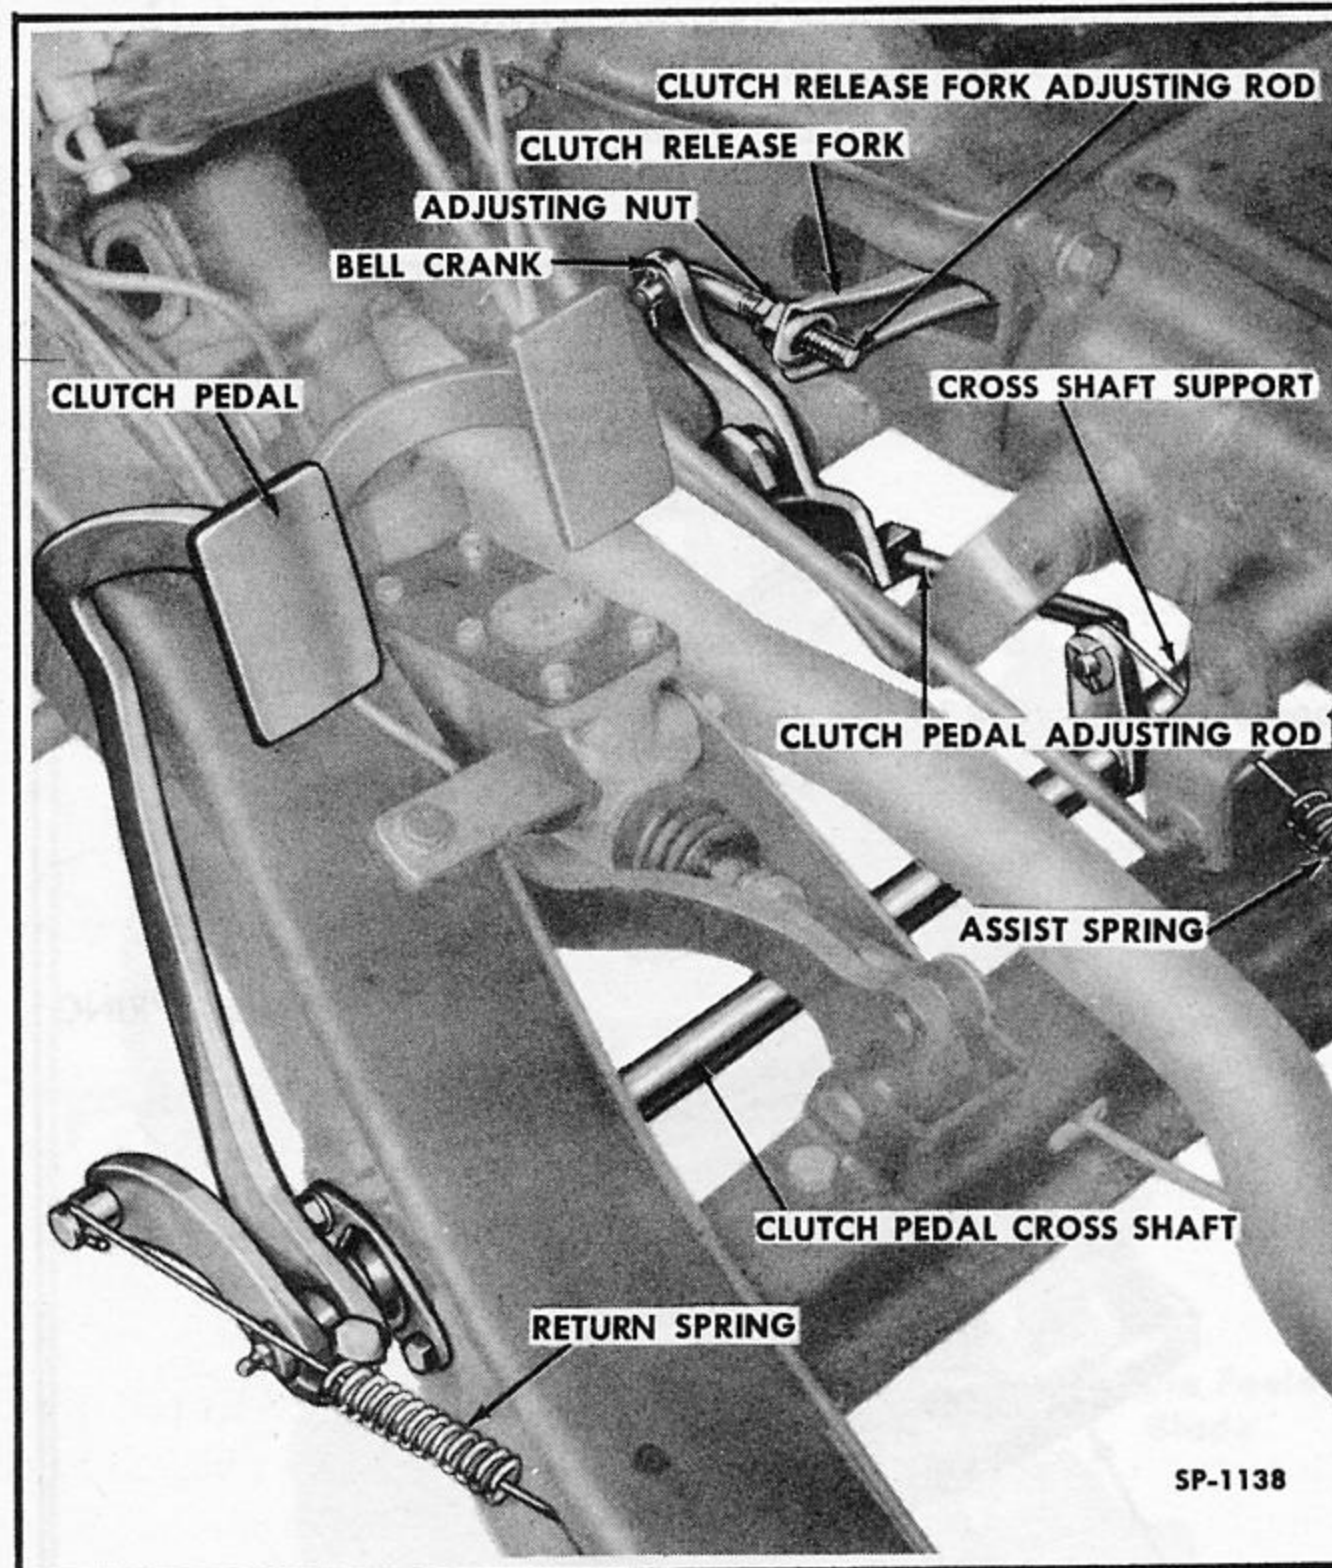 CLUTCH RELEASE FORK ADJUSTING ROD
CLUTCH RELEASE FORK
ADJUSTING NUT
BELL CRANK
CLUTCH PEDAL
CROSS SHAFT SUPPORT
CLUTCH PEDAL ADJUSTING ROD
ASSIST SPRING
CLUTCH PEDAL CROSS SHAFT
RETURN SPRING
SP-1138